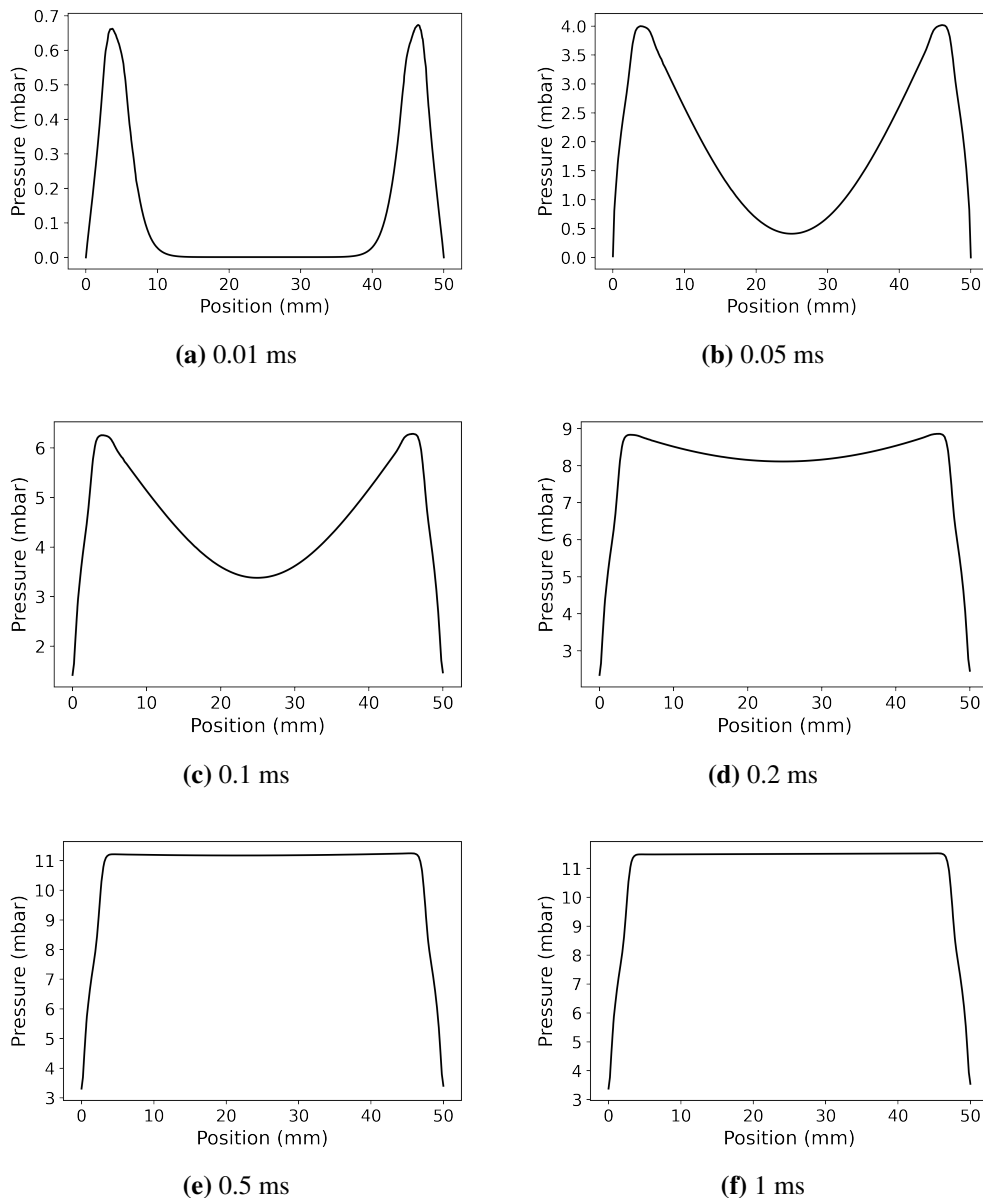 0.7
0.6
0.5
0.4
0.3
0.2
0.1
0.0
Pressure (mbar)
0 10 20 30 40 50
Position (mm)
(a) 0.01 ms
4.0
3.5
3.0
2.5
2.0
1.5
1.0
0.5
0.0
Pressure (mbar)
0 10 20 30 40 50
Position (mm)
(b) 0.05 ms
6
5
4
3
2
Pressure (mbar)
0 10 20 30 40 50
Position (mm)
(c) 0.1 ms
9
8
7
6
5
4
3
Pressure (mbar)
0 10 20 30 40 50
Position (mm)
(d) 0.2 ms
11
10
9
8
7
6
5
4
3
Pressure (mbar)
0 10 20 30 40 50
Position (mm)
(e) 0.5 ms
11
10
9
8
7
6
5
4
3
Pressure (mbar)
0 10 20 30 40 50
Position (mm)
(f) 1 ms